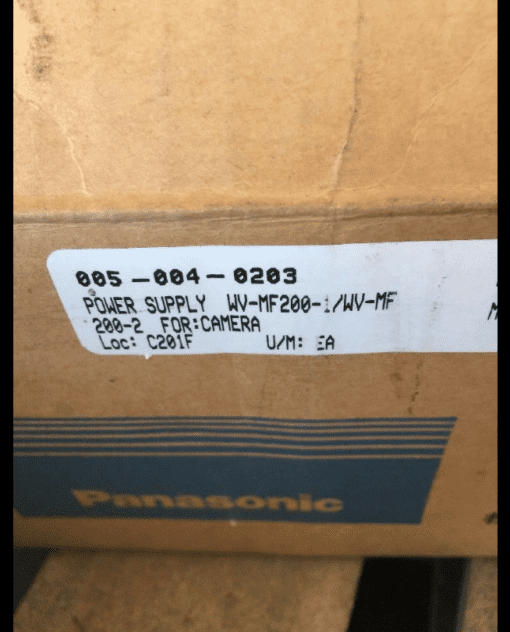 005-004-0203
POWER SUPPLY WV-MF200-1/WV-MF
200-2 FOR:CAMERA
Loc: C201F U/M: EA
Panasonic